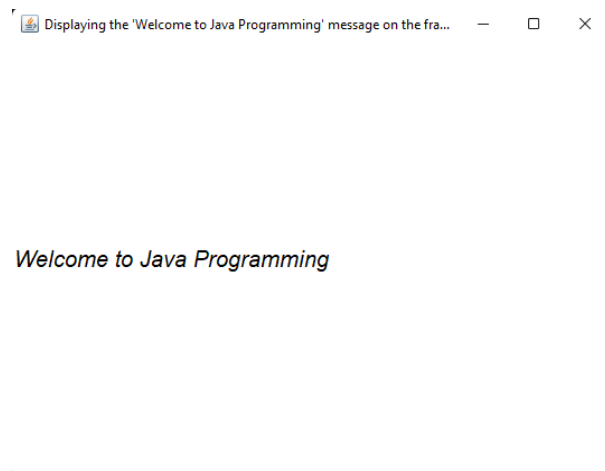 Displaying the 'Welcome to Java Programming' message on the fra...
Welcome to Java Programming